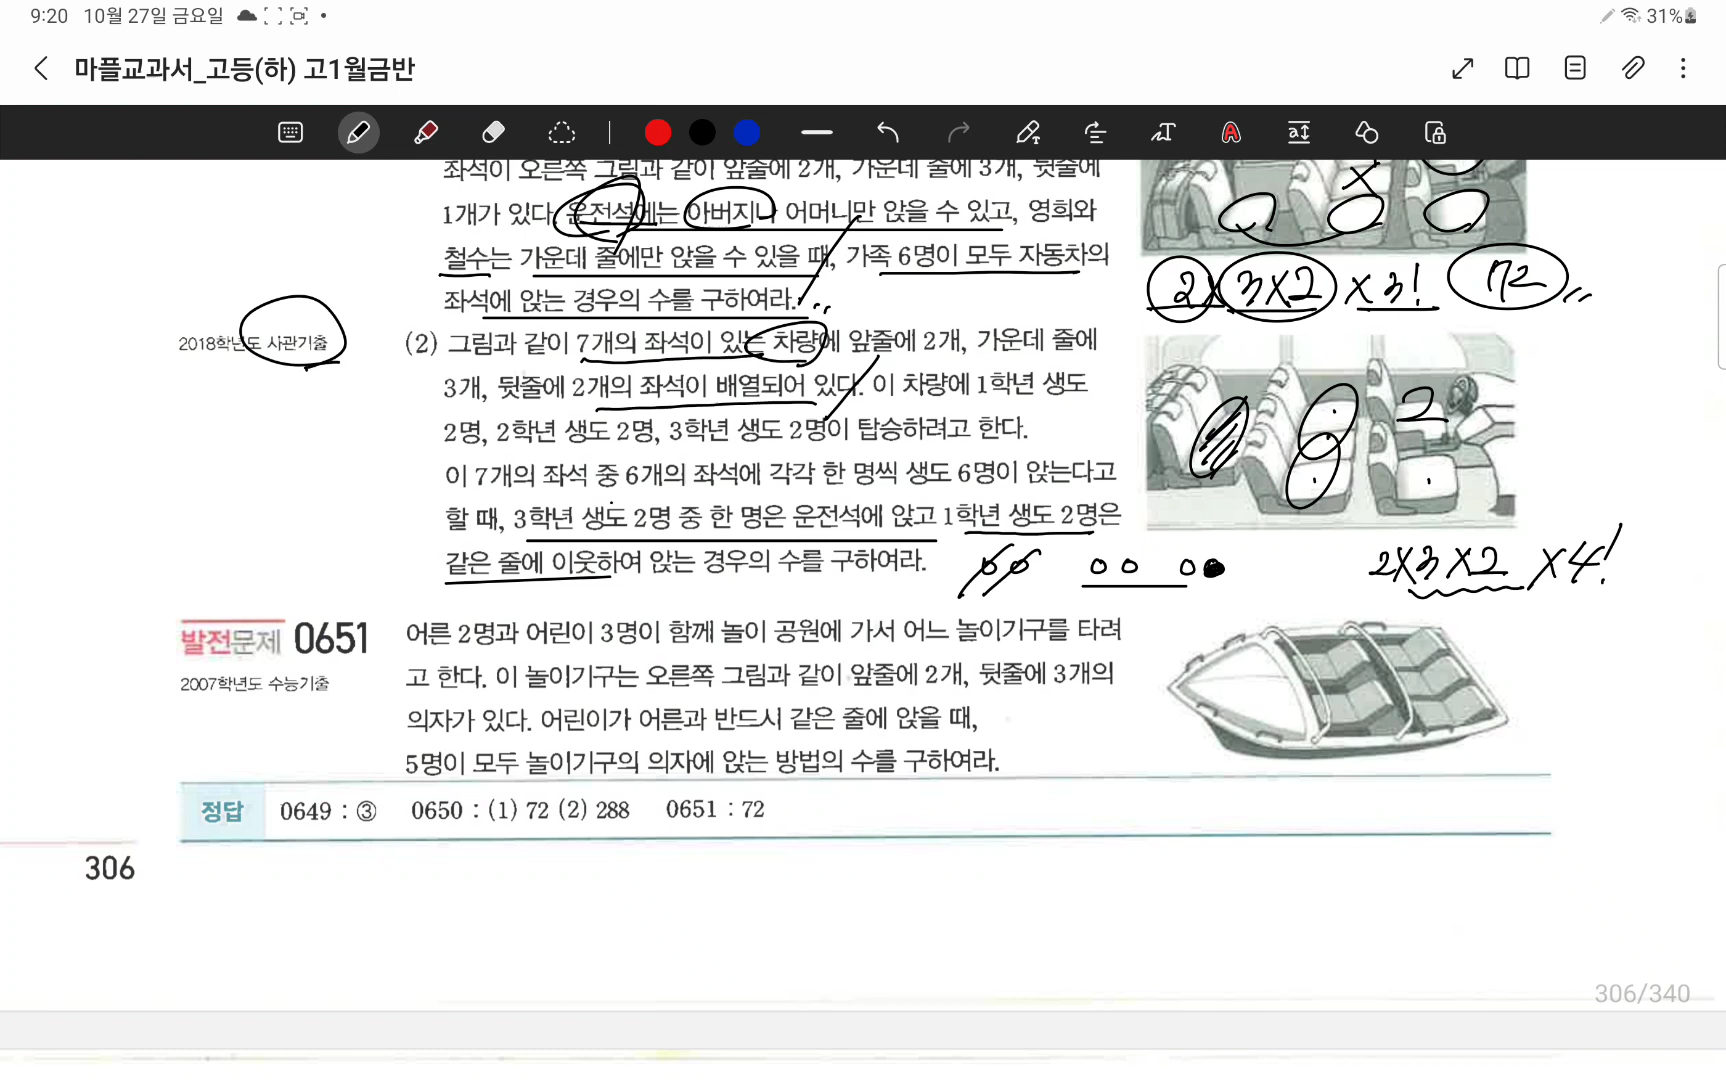 9:20 10월 27일 금요일
31%
마플교과서_고등(하) 고1월금반
좌석이 오른쪽 그림과 같이 앞줄에 2개, 가운데 줄에 3개, 뒷줄에
1개가 있다. 운전석에는 아버지나 어머니만 앉을 수 있고, 영희와
철수는 가운데 줄에만 앉을 수 있을 때, 가족 6명이 모두 자동차의
좌석에 앉는 경우의 수를 구하여라.
2×3×2 ×3! 72
2018학년도 사관기출
(2) 그림과 같이 7개의 좌석이 있는 차량에 앞줄에 2개, 가운데 줄에
3개, 뒷줄에 2개의 좌석이 배열되어 있다. 이 차량에 1학년 생도
2명, 2학년 생도 2명, 3학년 생도 2명이 탑승하려고 한다.
이 7개의 좌석 중 6개의 좌석에 각각 한 명씩 생도 6명이 앉는다고
할 때, 3학년 생도 2명 중 한 명은 운전석에 앉고 1학년 생도 2명은
같은 줄에 이웃하여 앉는 경우의 수를 구하여라.
2
2×3×2 ×4!
발전문제 0651
2007학년도 수능기출
어른 2명과 어린이 3명이 함께 놀이 공원에 가서 어느 놀이기구를 타려
고 한다. 이 놀이기구는 오른쪽 그림과 같이 앞줄에 2개, 뒷줄에 3개의
의자가 있다. 어린이가 어른과 반드시 같은 줄에 앉을 때,
5명이 모두 놀이기구의 의자에 앉는 방법의 수를 구하여라.
정답 0649 : ③ 0650 : (1) 72 (2) 288 0651 : 72
306
306/340